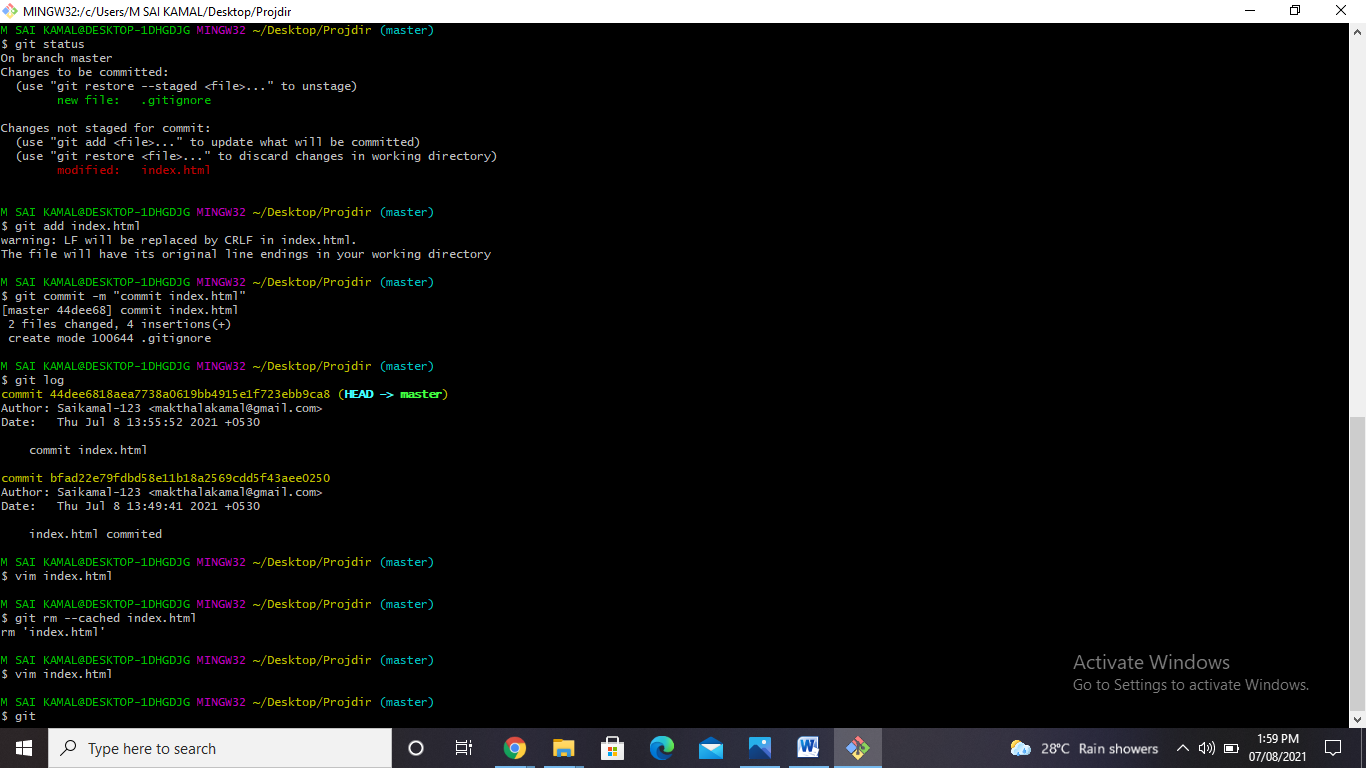 MINGW32:/c/Users/M SAI KAMAL/Desktop/Projdir
M SAI KAMAL@DESKTOP-1DHGDJG MINGW32 ~/Desktop/Projdir (master)
$ git status
On branch master
Changes to be committed:
  (use "git restore --staged <file>..." to unstage)
        new file:   .gitignore

Changes not staged for commit:
  (use "git add <file>..." to update what will be committed)
  (use "git restore <file>..." to discard changes in working directory)
        modified:   index.html

M SAI KAMAL@DESKTOP-1DHGDJG MINGW32 ~/Desktop/Projdir (master)
$ git add index.html
warning: LF will be replaced by CRLF in index.html.
The file will have its original line endings in your working directory

M SAI KAMAL@DESKTOP-1DHGDJG MINGW32 ~/Desktop/Projdir (master)
$ git commit -m "commit index.html"
[master 44dee68] commit index.html
 2 files changed, 4 insertions(+)
 create mode 100644 .gitignore

M SAI KAMAL@DESKTOP-1DHGDJG MINGW32 ~/Desktop/Projdir (master)
$ git log
commit 44dee6818aea7738a0619bb4915e1f723ebb9ca8 (HEAD -> master)
Author: Saikamal-123 <makthalakamal@gmail.com>
Date:   Thu Jul 8 13:55:52 2021 +0530

    commit index.html

commit bfad22e79fdbd58e11b18a2569cdd5f43aee0250
Author: Saikamal-123 <makthalakamal@gmail.com>
Date:   Thu Jul 8 13:49:41 2021 +0530

    index.html commited

M SAI KAMAL@DESKTOP-1DHGDJG MINGW32 ~/Desktop/Projdir (master)
$ vim index.html

M SAI KAMAL@DESKTOP-1DHGDJG MINGW32 ~/Desktop/Projdir (master)
$ git rm --cached index.html
rm 'index.html'

M SAI KAMAL@DESKTOP-1DHGDJG MINGW32 ~/Desktop/Projdir (master)
$ vim index.html

M SAI KAMAL@DESKTOP-1DHGDJG MINGW32 ~/Desktop/Projdir (master)
$ git
Activate Windows
Go to Settings to activate Windows.
Type here to search
28°C Rain showers
1:59 PM
07/08/2021